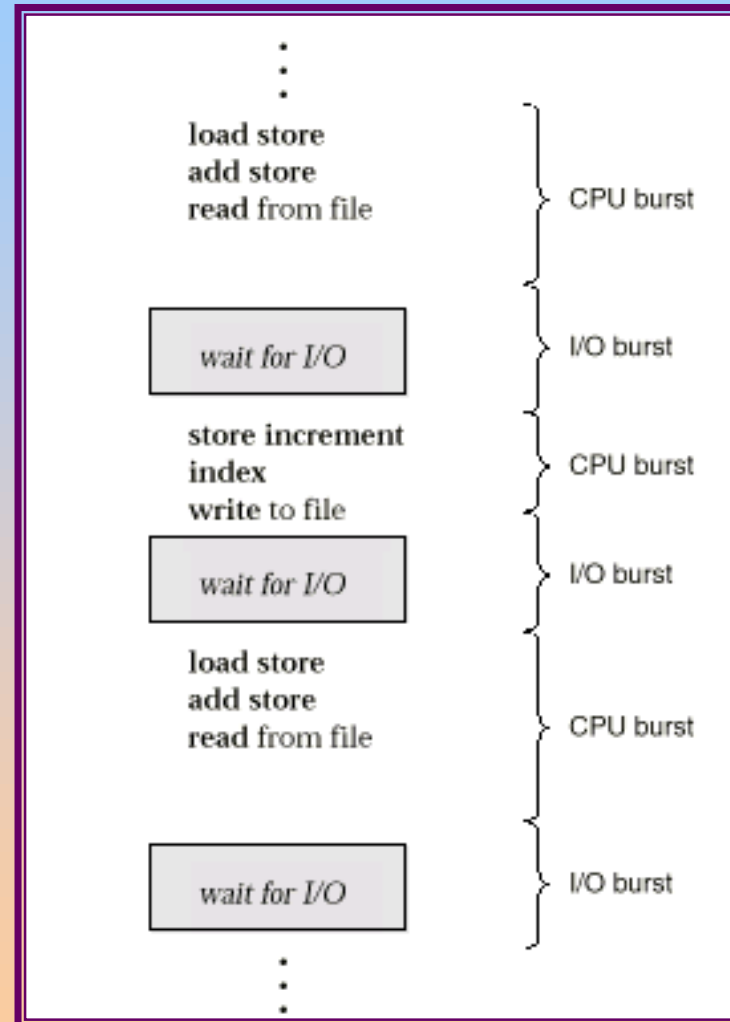 load store
add store
read from file
CPU burst
wait for I/O
I/O burst
store increment
index
write to file
CPU burst
wait for I/O
I/O burst
load store
add store
read from file
CPU burst
wait for I/O
I/O burst